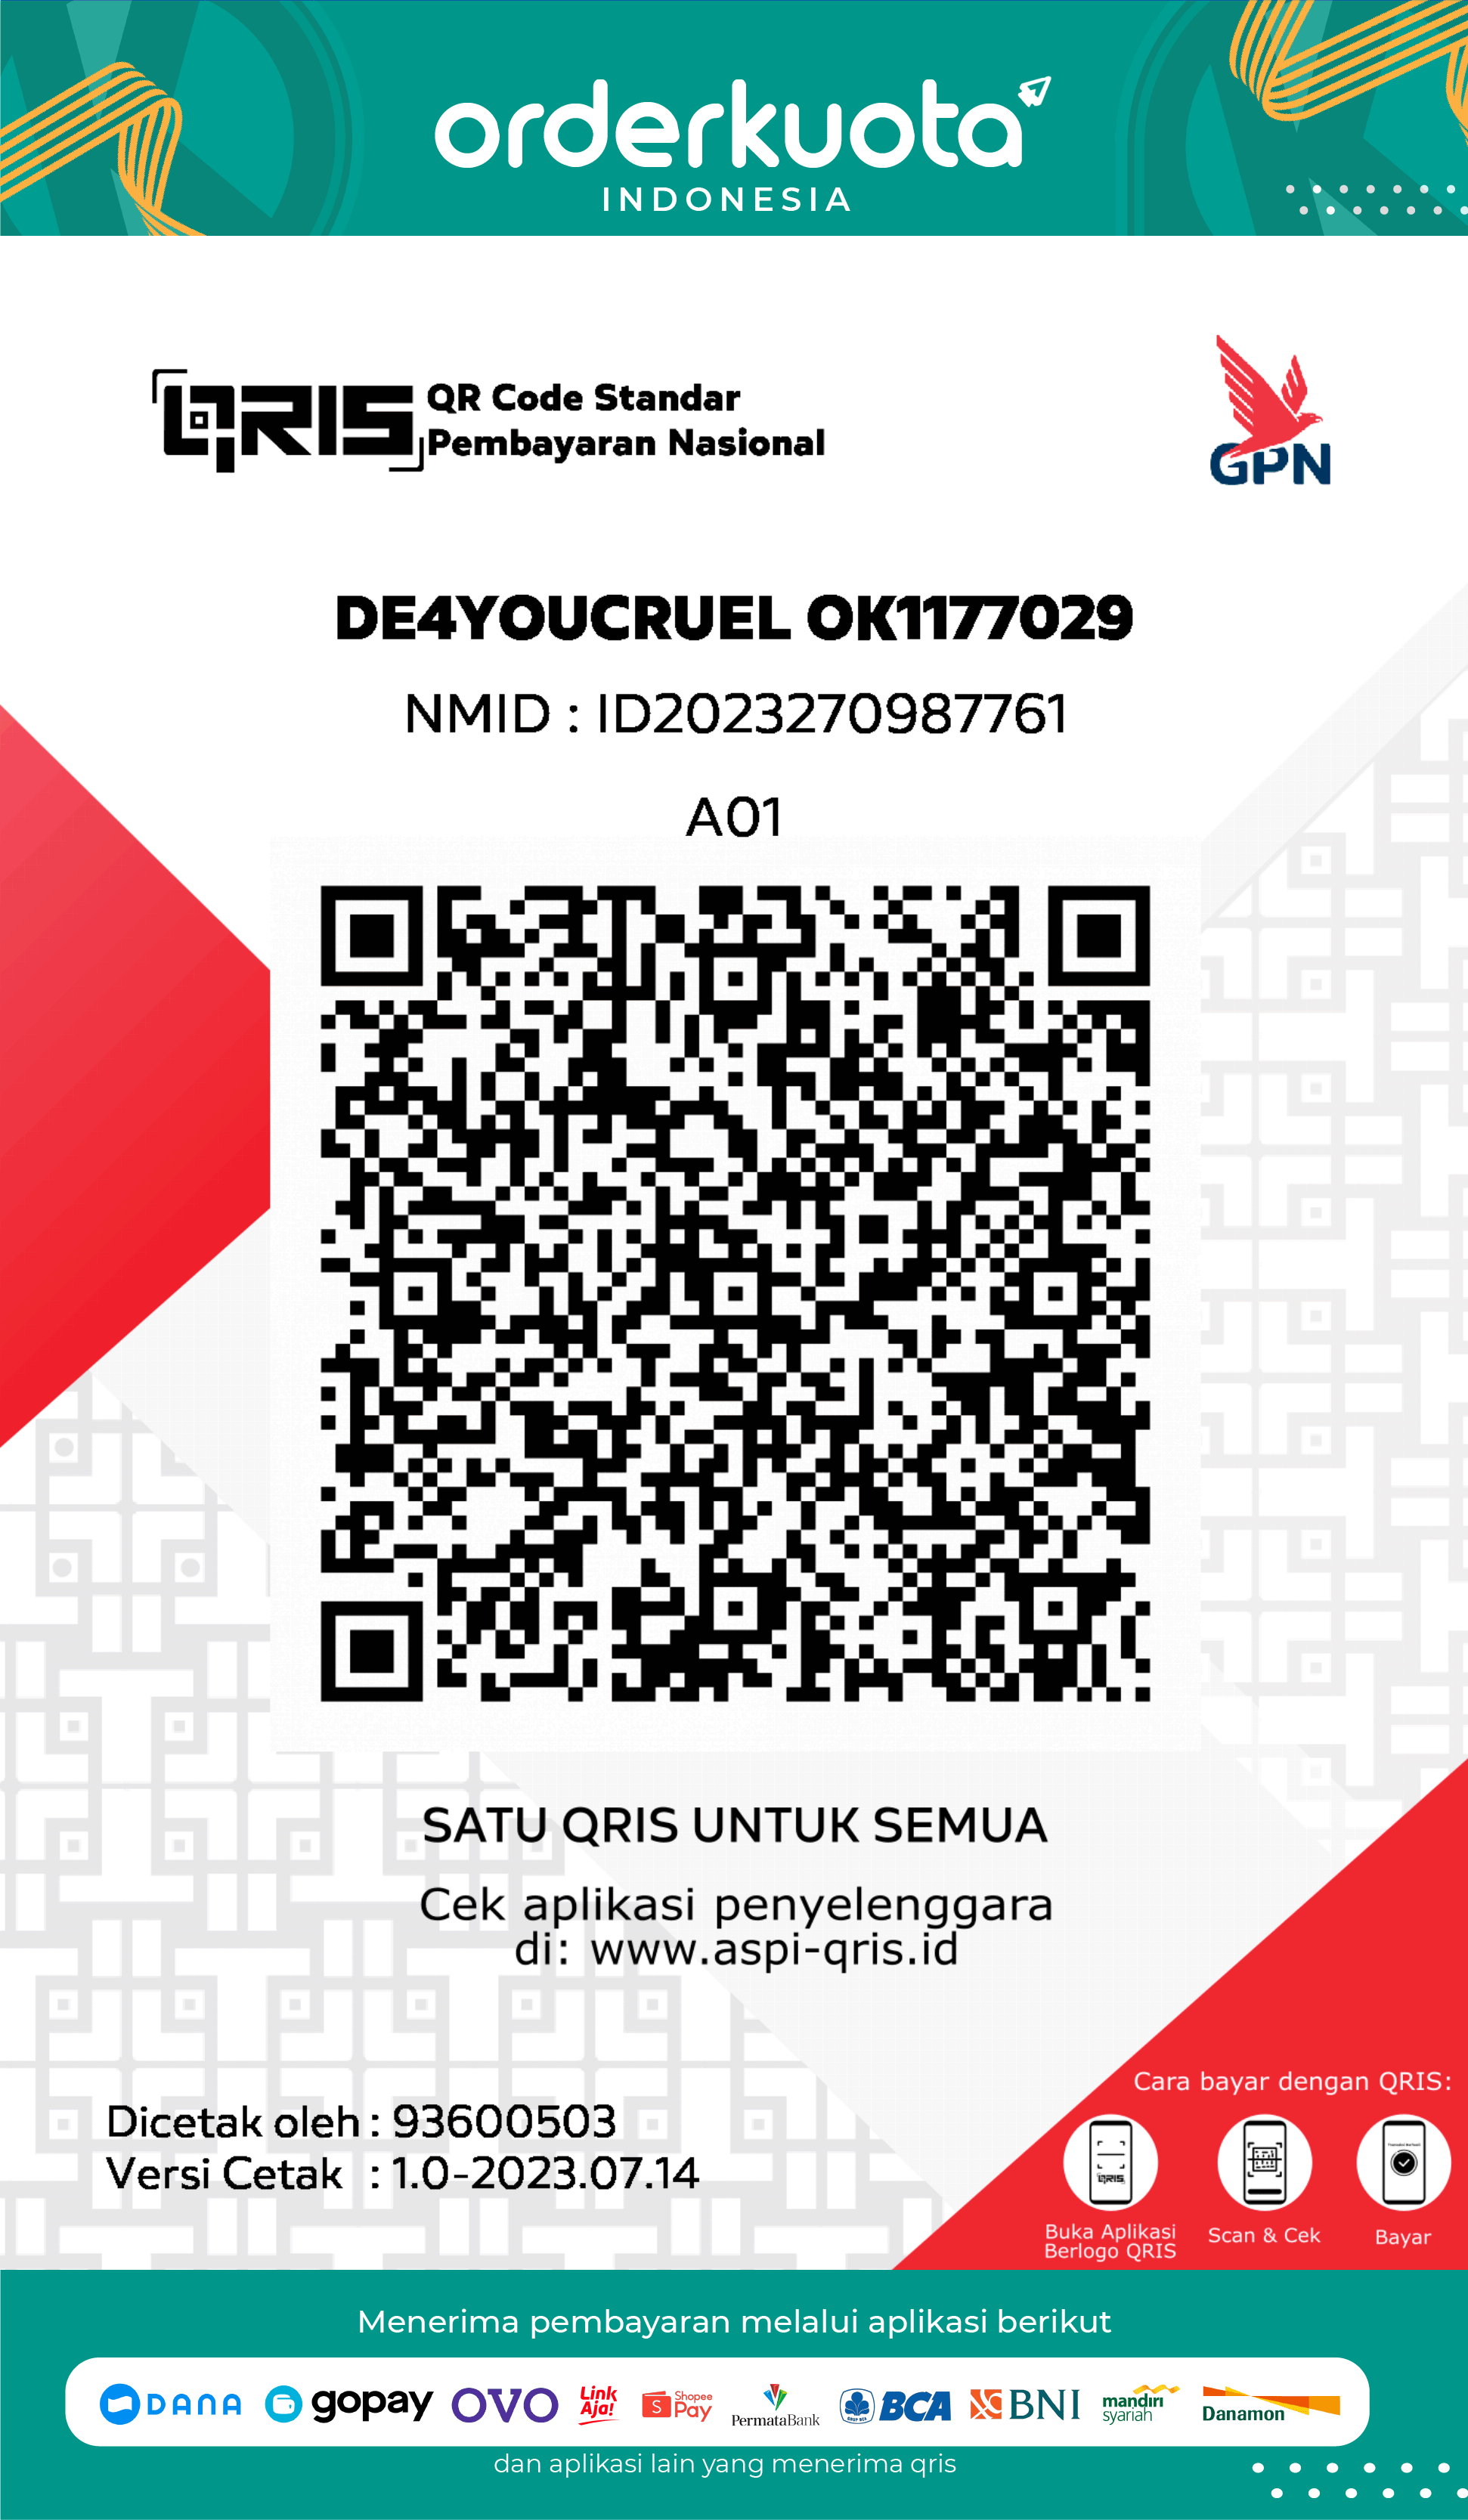 orderkuota
INDONESIA
QRIS QR Code Standar
Pembayaran Nasional
GPN
DE4YOUCRUEL OK1177029
NMID : ID2023270987761
A01
SATU QRIS UNTUK SEMUA
Cek aplikasi penyelenggara
di: www.aspi-qris.id
Dicetak oleh : 93600503
Versi Cetak : 1.0-2023.07.14
Cara bayar dengan QRIS:
QRIS
Buka Aplikasi
Berlogo QRIS
Scan & Cek
Bayar
Menerima pembayaran melalui aplikasi berikut
DANA gopay OVO Link Aja! S Shopee Pay PermataBank BCA BNI mandiri syariah Danamon
dan aplikasi lain yang menerima qris